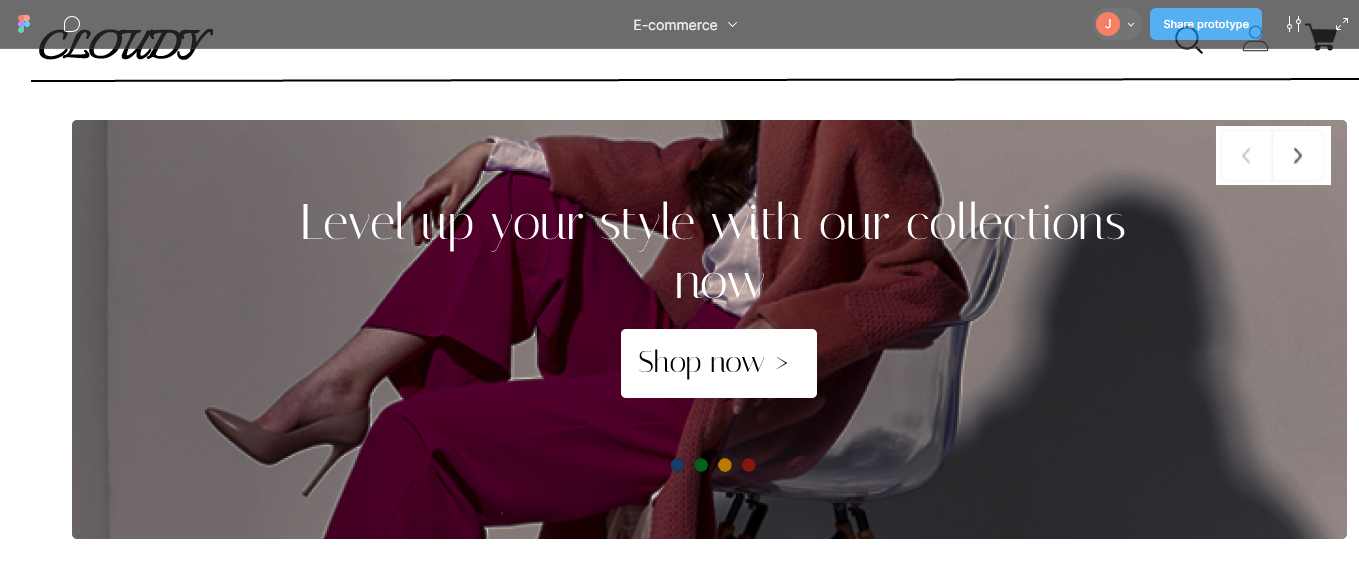 E-commerce
J
Share prototype
CLOUDY
Level up your style with our collections
now
Shop now >